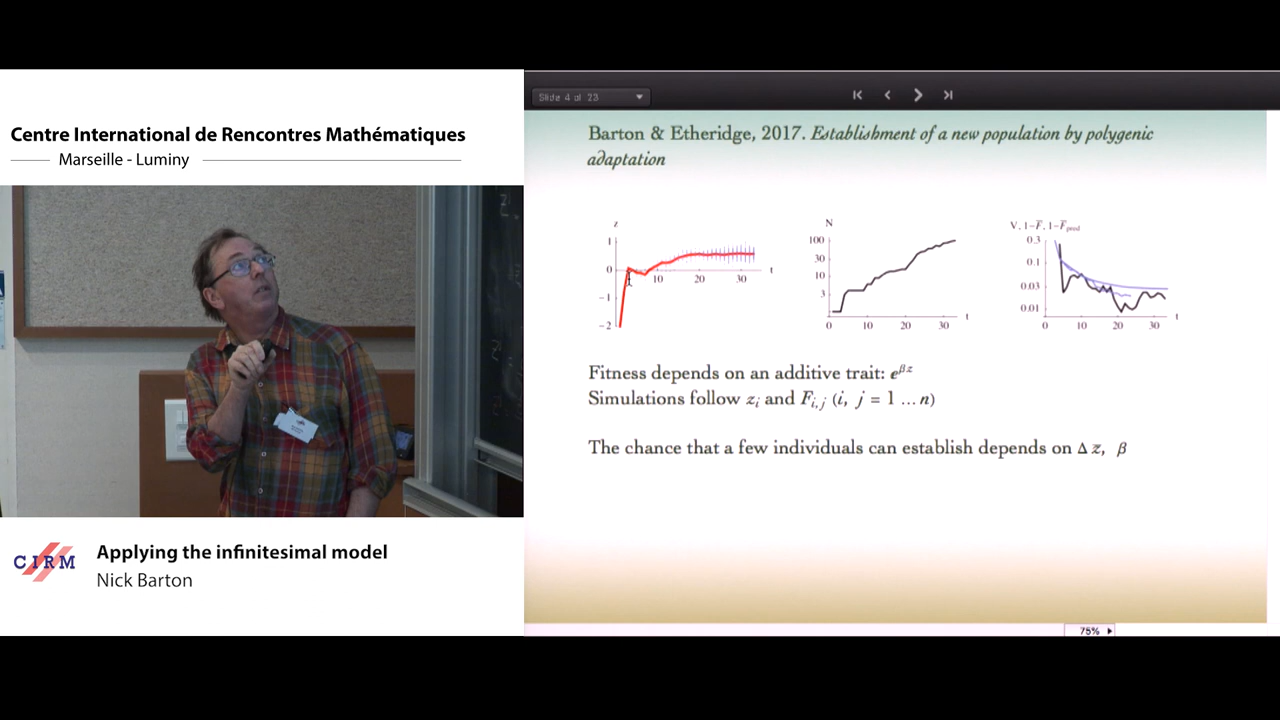 Centre International de Rencontres Mathématiques
Marseille - Luminy
CIRM
Applying the infinitesimal model
Nick Barton
Slide 4 of 23
Barton & Etheridge, 2017. Establishment of a new population by polygenic
adaptation
z
1
0
−1
−2
10
20
30
t
N
100
30
10
3
0
10
20
30
t
V, 1−F̅, 1−F̅pred
0.3
0.1
0.03
0.01
0
10
20
30
t
Fitness depends on an additive trait: e^βz
Simulations follow z_i and F_i,j (i, j = 1 ... n)
The chance that a few individuals can establish depends on Δz, β
75%